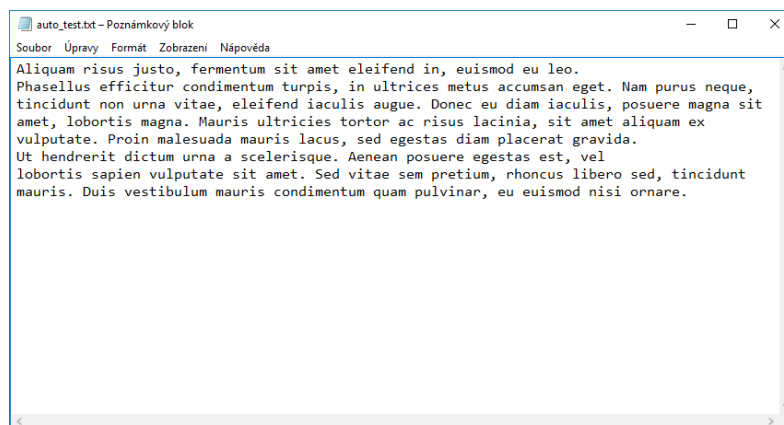 auto_test.txt – Poznámkový blok
Soubor Úpravy Formát Zobrazení Nápověda
Aliquam risus justo, fermentum sit amet eleifend in, euismod eu leo.
Phasellus efficitur condimentum turpis, in ultrices metus accumsan eget. Nam purus neque,
tincidunt non urna vitae, eleifend iaculis augue. Donec eu diam iaculis, posuere magna sit
amet, lobortis magna. Mauris ultricies tortor ac risus lacinia, sit amet aliquam ex
vulputate. Proin malesuada mauris lacus, sed egestas diam placerat gravida.
Ut hendrerit dictum urna a scelerisque. Aenean posuere egestas est, vel
lobortis sapien vulputate sit amet. Sed vitae sem pretium, rhoncus libero sed, tincidunt
mauris. Duis vestibulum mauris condimentum quam pulvinar, eu euismod nisi ornare.